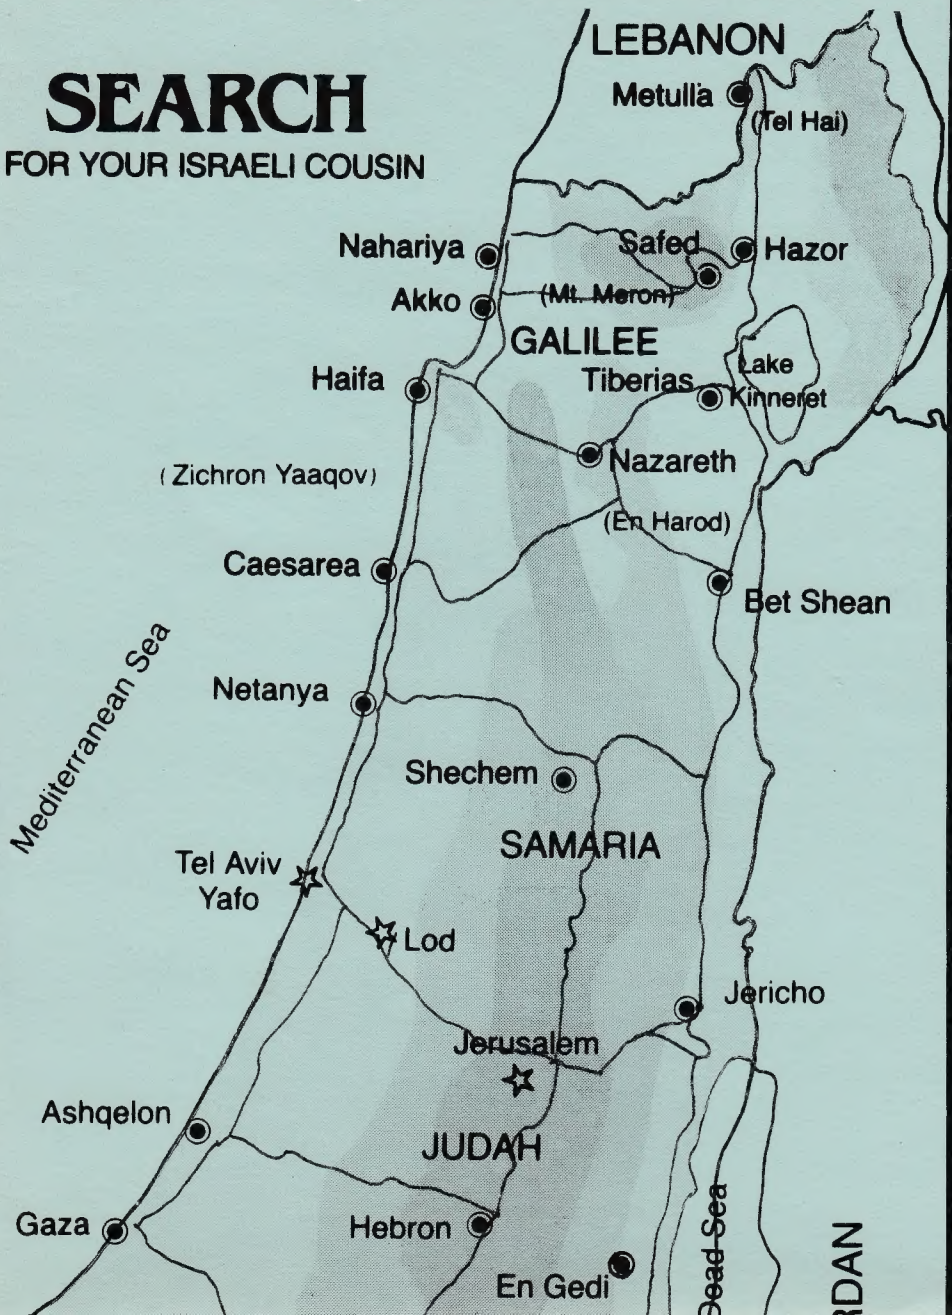 SEARCH
FOR YOUR ISRAELI COUSIN
LEBANON
Metulla
(Tel Hai)
Nahariya
Safed
Hazor
Akko
(Mt. Meron)
GALILEE
Haifa
Tiberias
Lake
Kinneret
Nazareth
(Zichron Yaaqov)
(En Harod)
Caesarea
Bet Shean
Mediterranean Sea
Netanya
Shechem
SAMARIA
Tel Aviv
Yafo
Lod
Jericho
Jerusalem
Ashqelon
JUDAH
Gaza
Hebron
En Gedi
Dead Sea
RDAN